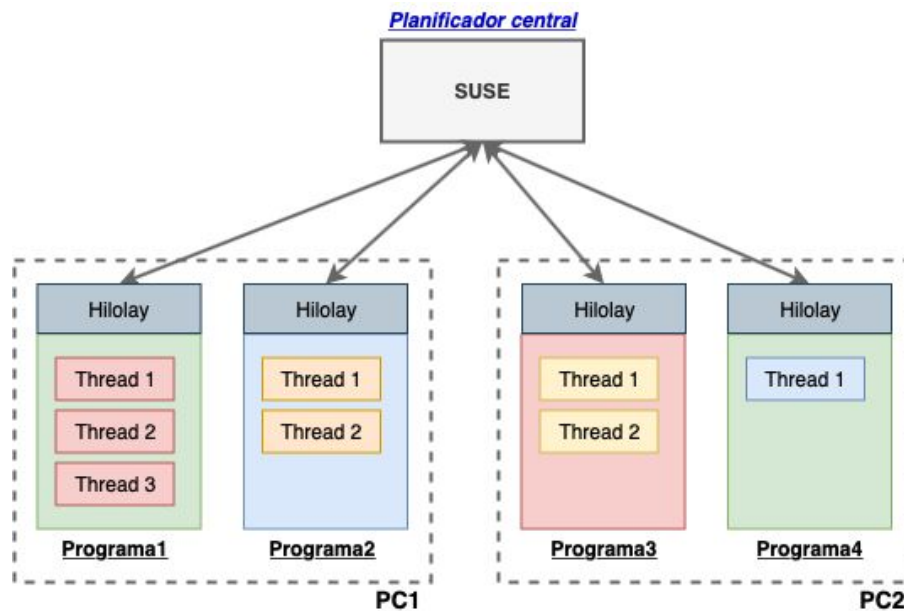 Planificador central
SUSE
Hilolay
Hilolay
Hilolay
Hilolay
Thread 1
Thread 1
Thread 1
Thread 1
Thread 2
Thread 2
Thread 2
Thread 3
Programa1
Programa2
Programa3
Programa4
PC1
PC2